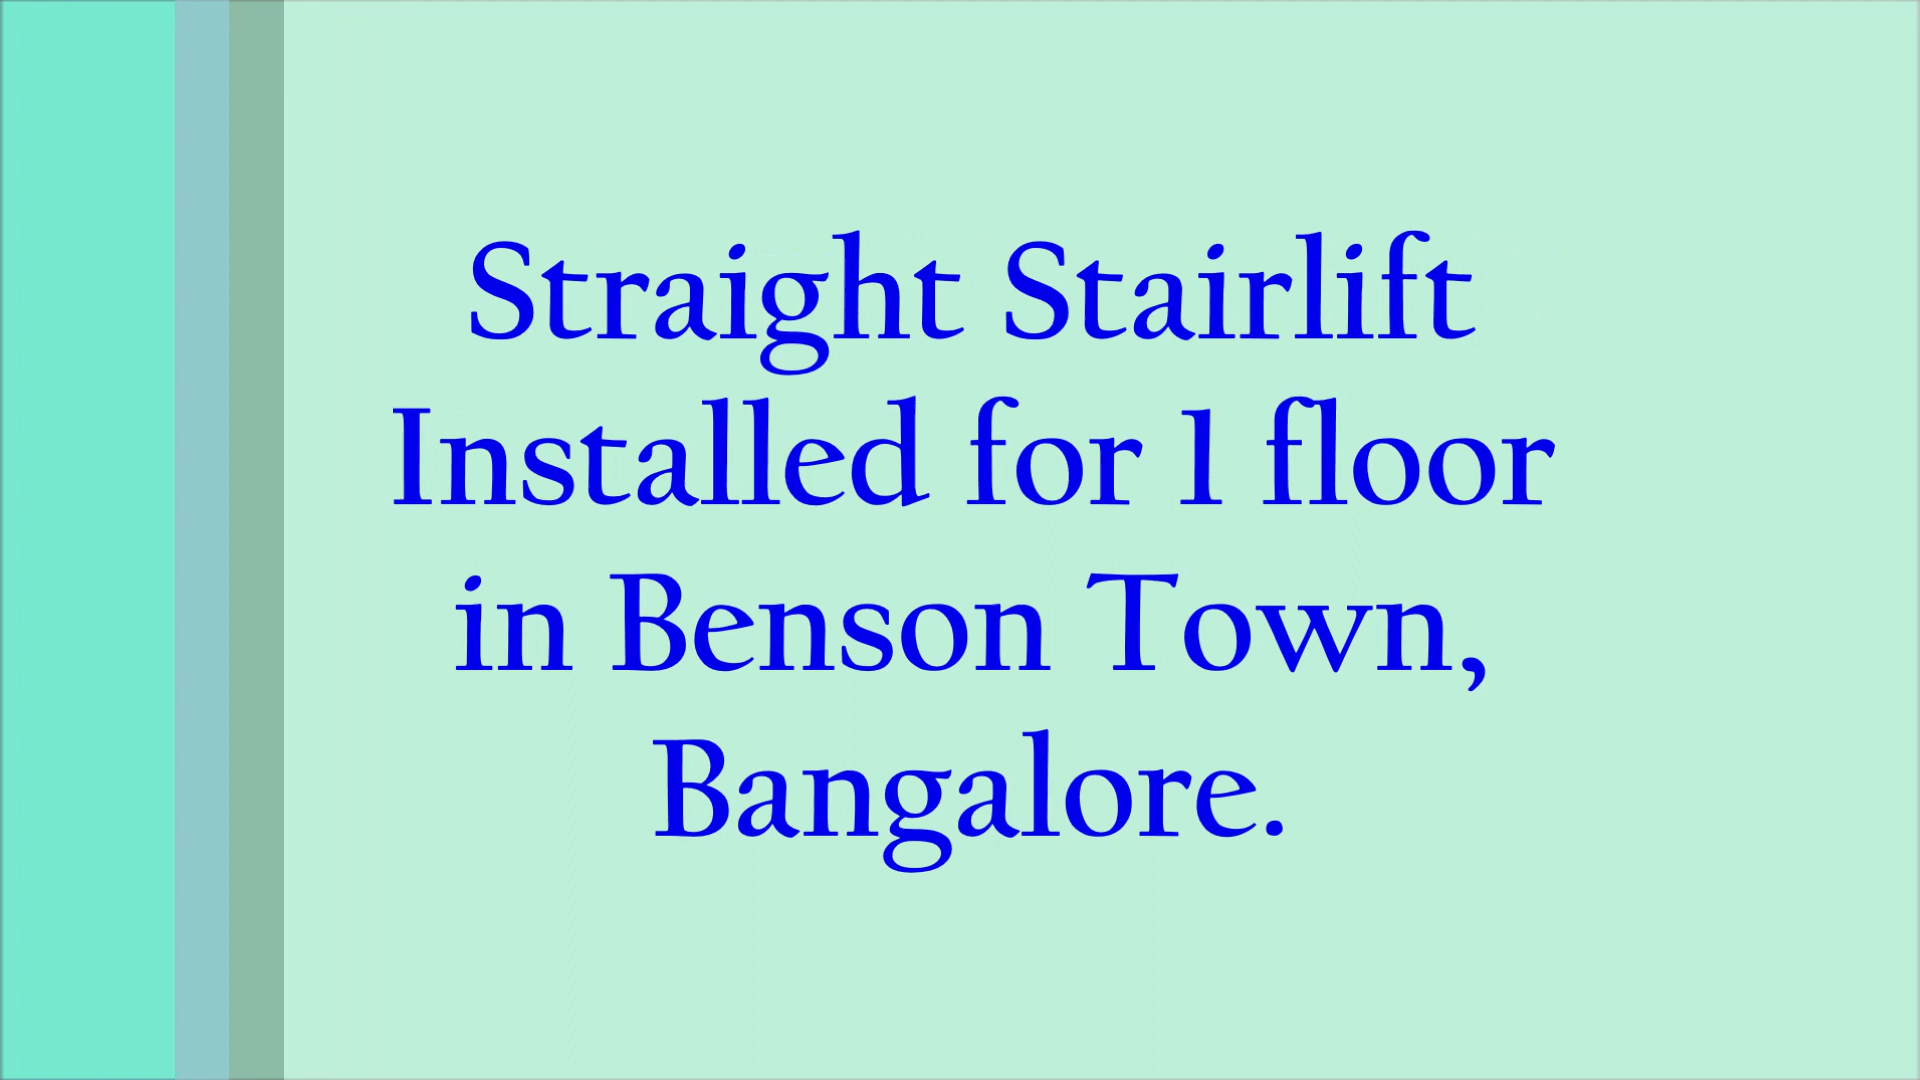 Straight Stairlift
Installed for 1 floor
in Benson Town,
Bangalore.